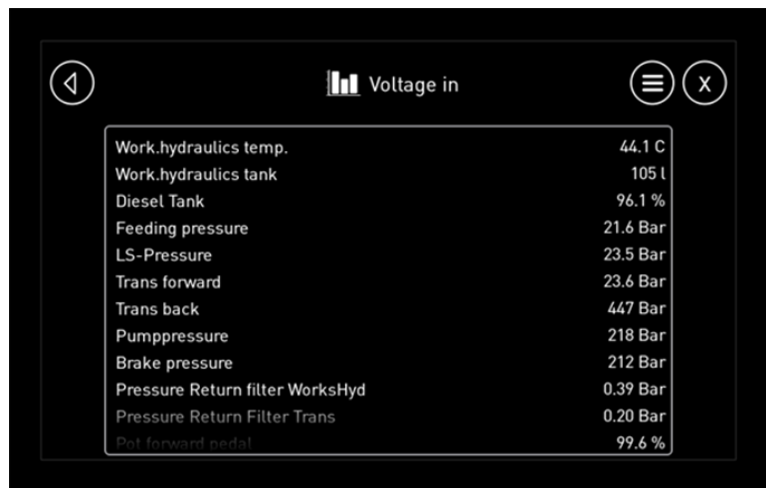 Voltage in
X
Work.hydraulics temp. 44.1 C
Work.hydraulics tank 105 l
Diesel Tank 96.1 %
Feeding pressure 21.6 Bar
LS-Pressure 23.5 Bar
Trans forward 23.6 Bar
Trans back 447 Bar
Pumppressure 218 Bar
Brake pressure 212 Bar
Pressure Return filter WorksHyd 0.39 Bar
Pressure Return Filter Trans 0.20 Bar
Pot forward pedal 99.6 %